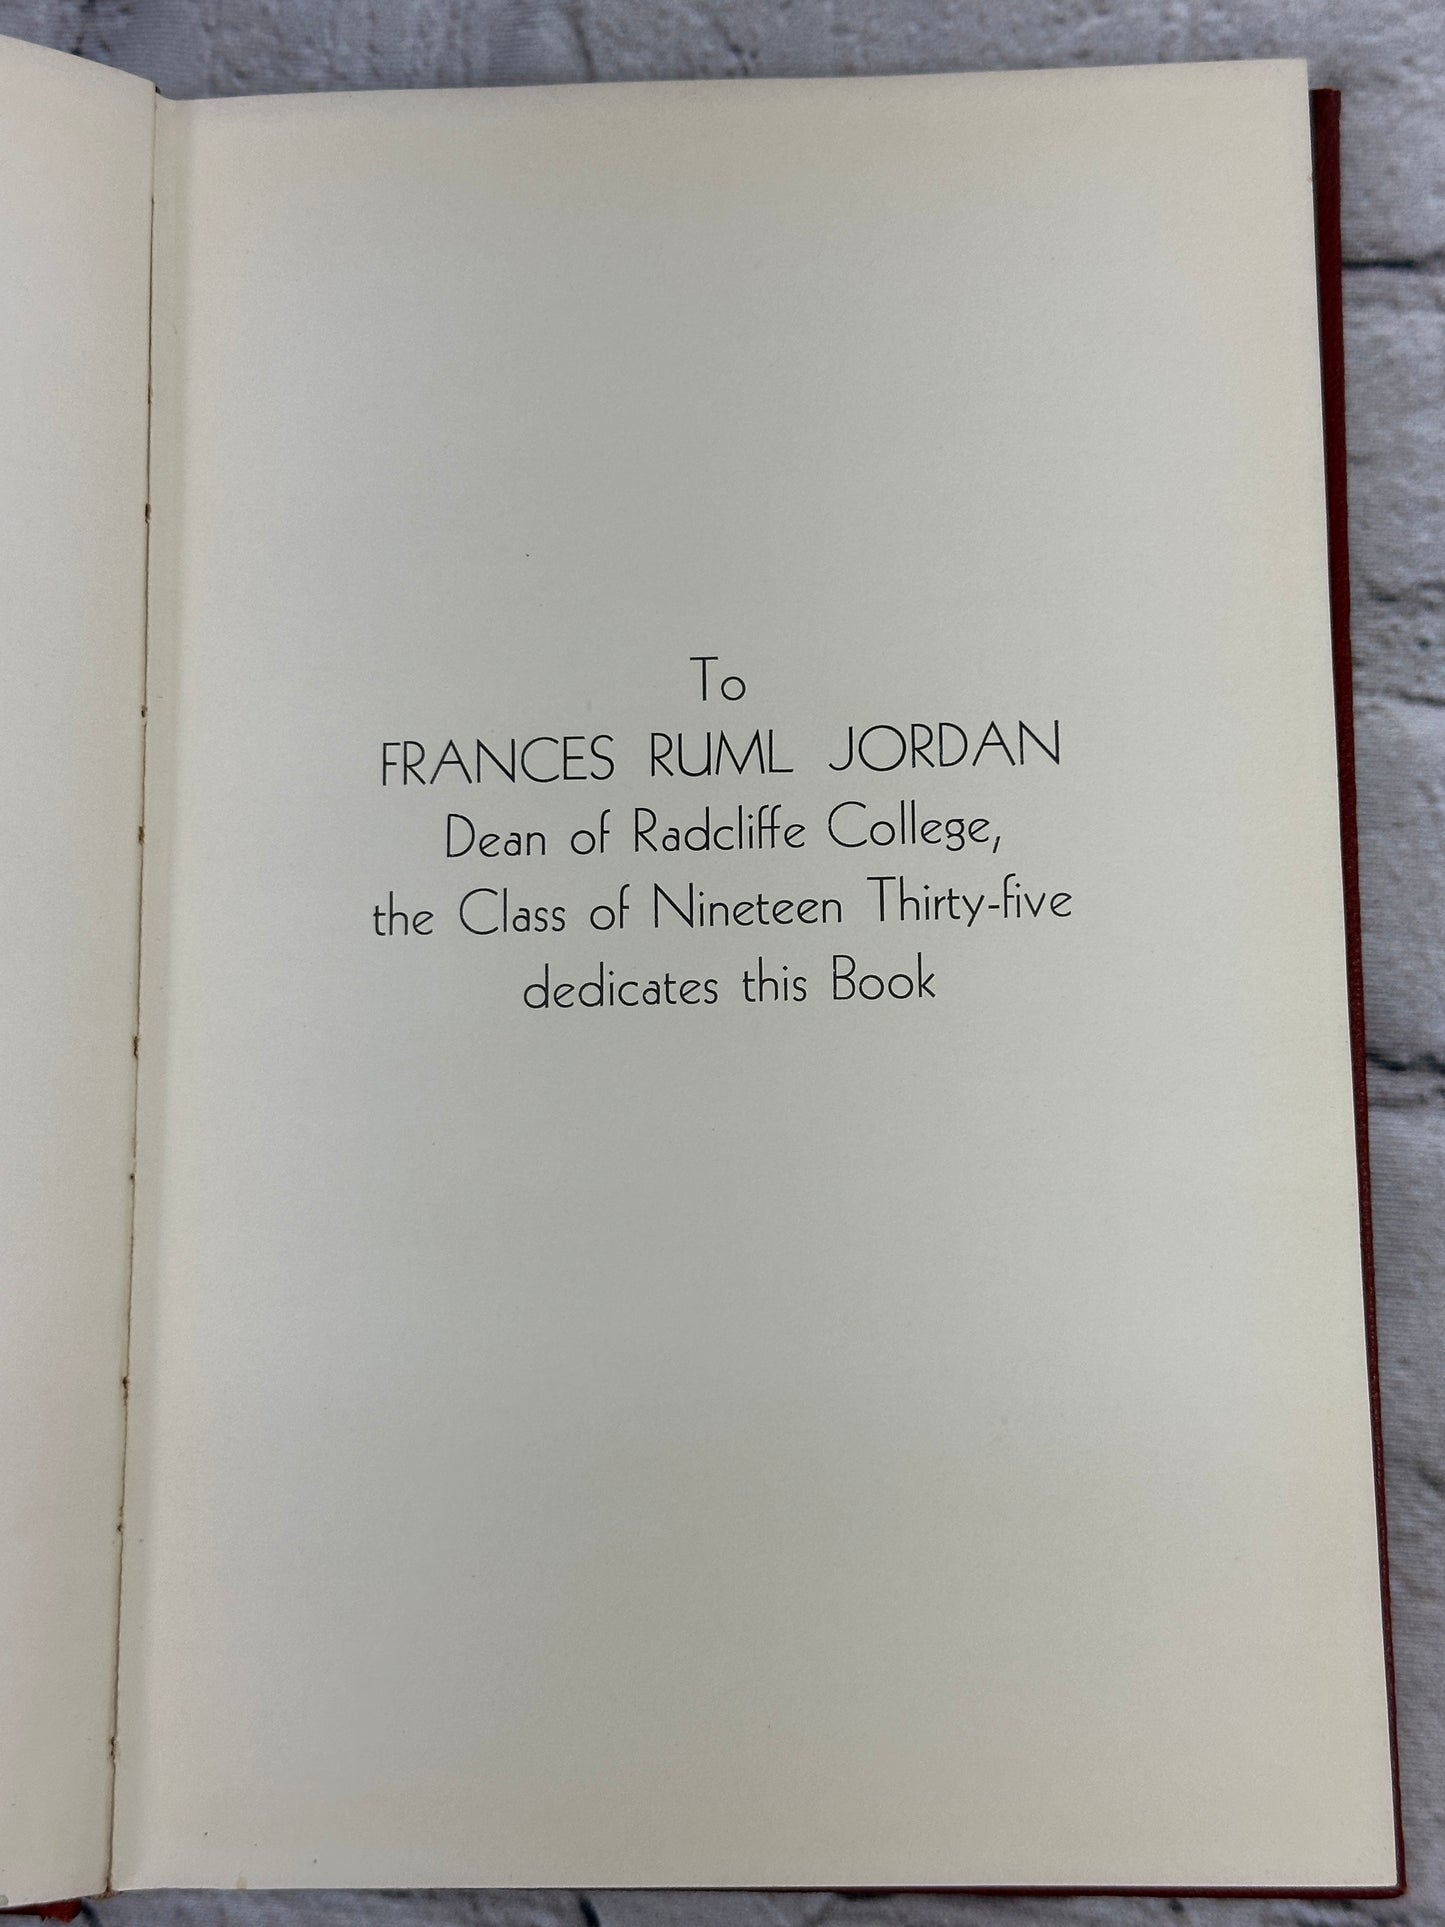 To
FRANCES RUML JORDAN
Dean of Radcliffe College,
the Class of Nineteen Thirty-five
dedicates this Book